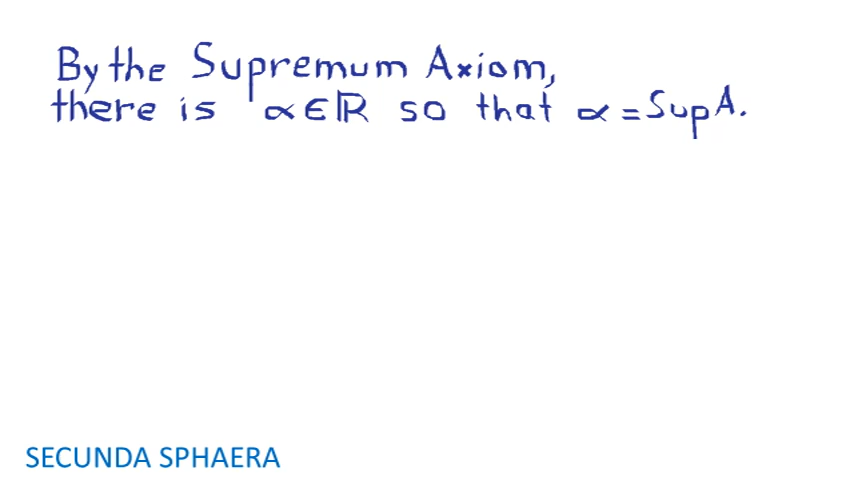 By the Supremum Axiom,
there is α∈ℝ so that α=SupA.
SECUNDA SPHAERA